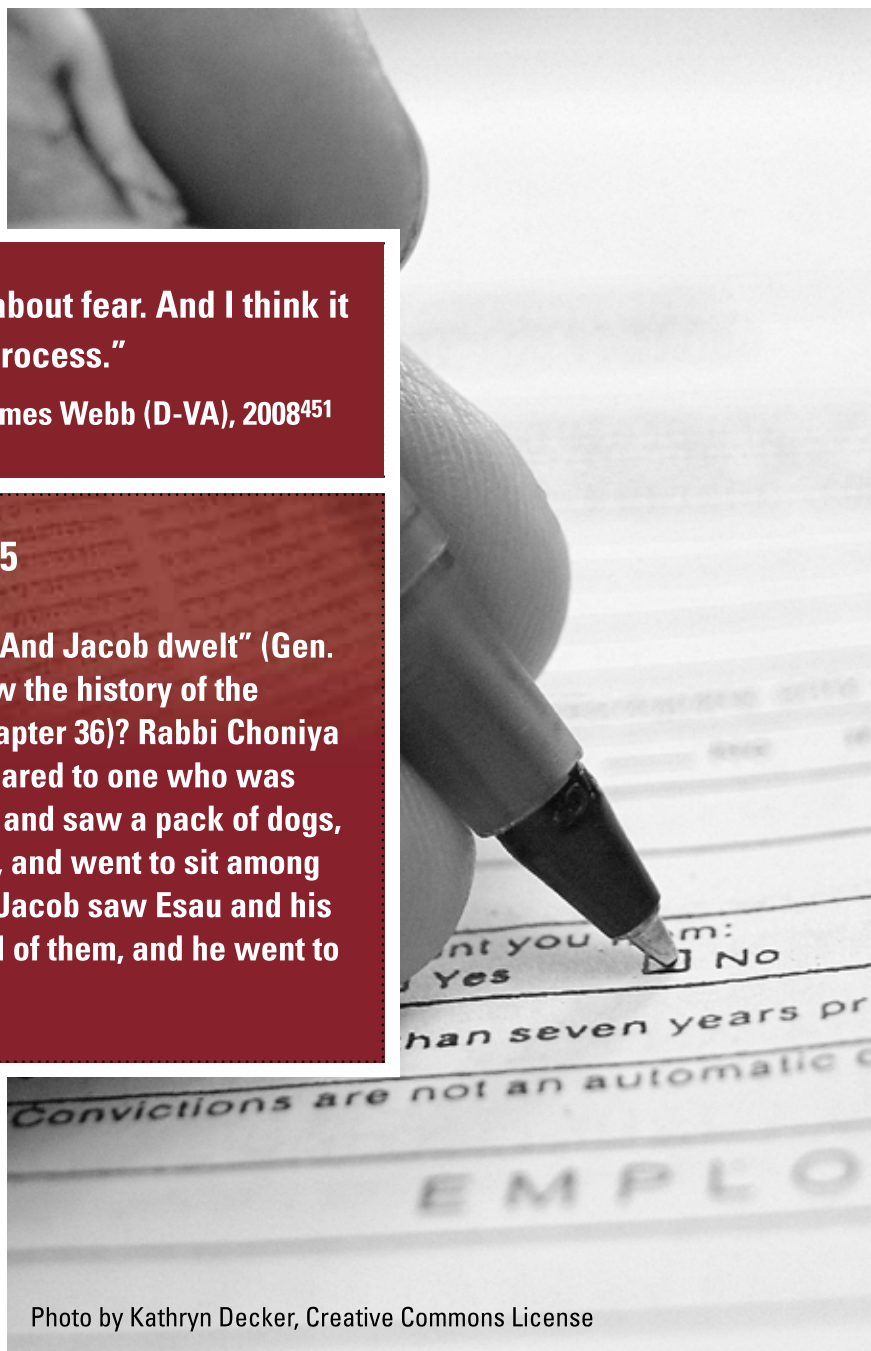 about fear. And I think it
rocess.”
mes Webb (D-VA), 2008451
5
And Jacob dwelt” (Gen.
w the history of the
apter 36)? Rabbi Choniya
ared to one who was
and saw a pack of dogs,
, and went to sit among
Jacob saw Esau and his
l of them, and he went to
nt you
m:
Yes
No
han seven years pr
Convictions are not an automatic
EMPLO
Photo by Kathryn Decker, Creative Commons License